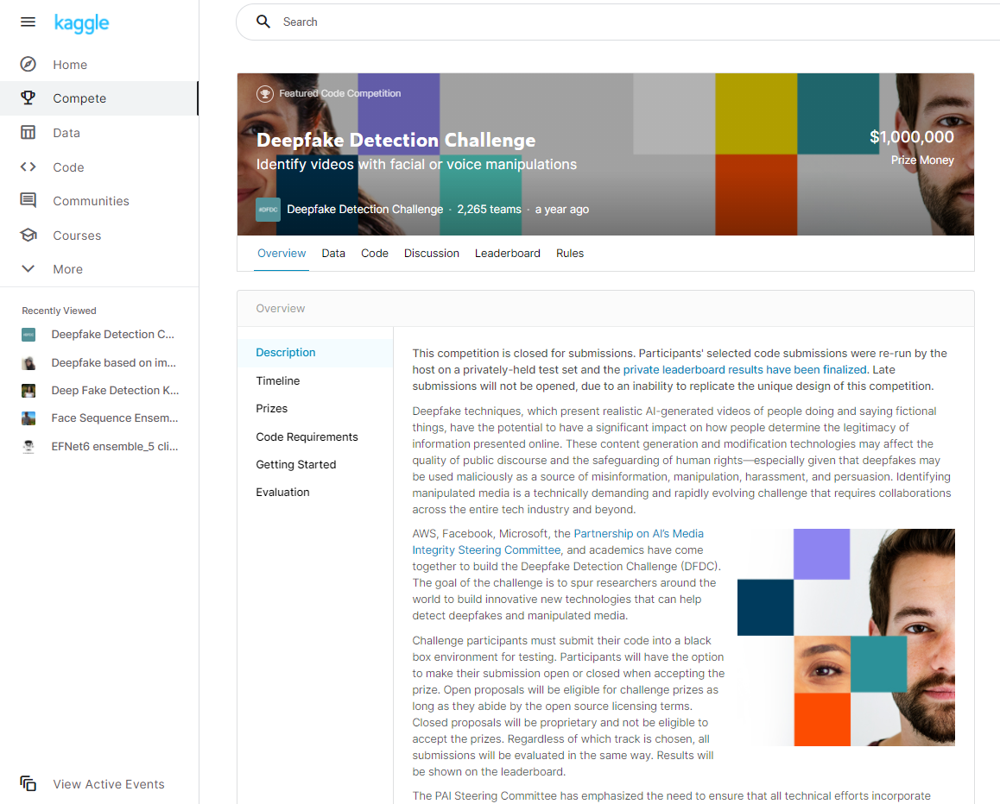 kaggle
Search
Home
Compete
Data
Code
Communities
Courses
More
Recently Viewed
Deepfake Detection C...
Deepfake based on im...
Deep Fake Detection K...
Face Sequence Ensem...
EFNet6 ensemble_5 cli...
View Active Events
Featured Code Competition
Deepfake Detection Challenge
Identify videos with facial or voice manipulations
$1,000,000
Prize Money
#DFDC
Deepfake Detection Challenge · 2,265 teams · a year ago
Overview Data Code Discussion Leaderboard Rules
Overview
Description
Timeline
Prizes
Code Requirements
Getting Started
Evaluation
This competition is closed for submissions. Participants' selected code submissions were re-run by the
host on a privately-held test set and the private leaderboard results have been finalized. Late
submissions will not be opened, due to an inability to replicate the unique design of this competition.
Deepfake techniques, which present realistic AI-generated videos of people doing and saying fictional
things, have the potential to have a significant impact on how people determine the legitimacy of
information presented online. These content generation and modification technologies may affect the
quality of public discourse and the safeguarding of human rights—especially given that deepfakes may
be used maliciously as a source of misinformation, manipulation, harassment, and persuasion. Identifying
manipulated media is a technically demanding and rapidly evolving challenge that requires collaborations
across the entire tech industry and beyond.
AWS, Facebook, Microsoft, the Partnership on AI's Media
Integrity Steering Committee, and academics have come
together to build the Deepfake Detection Challenge (DFDC).
The goal of the challenge is to spur researchers around the
world to build innovative new technologies that can help
detect deepfakes and manipulated media.
Challenge participants must submit their code into a black
box environment for testing. Participants will have the option
to make their submission open or closed when accepting the
prize. Open proposals will be eligible for challenge prizes as
long as they abide by the open source licensing terms.
Closed proposals will be proprietary and not be eligible to
accept the prizes. Regardless of which track is chosen, all
submissions will be evaluated in the same way. Results will
be shown on the leaderboard.
The PAI Steering Committee has emphasized the need to ensure that all technical efforts incorporate